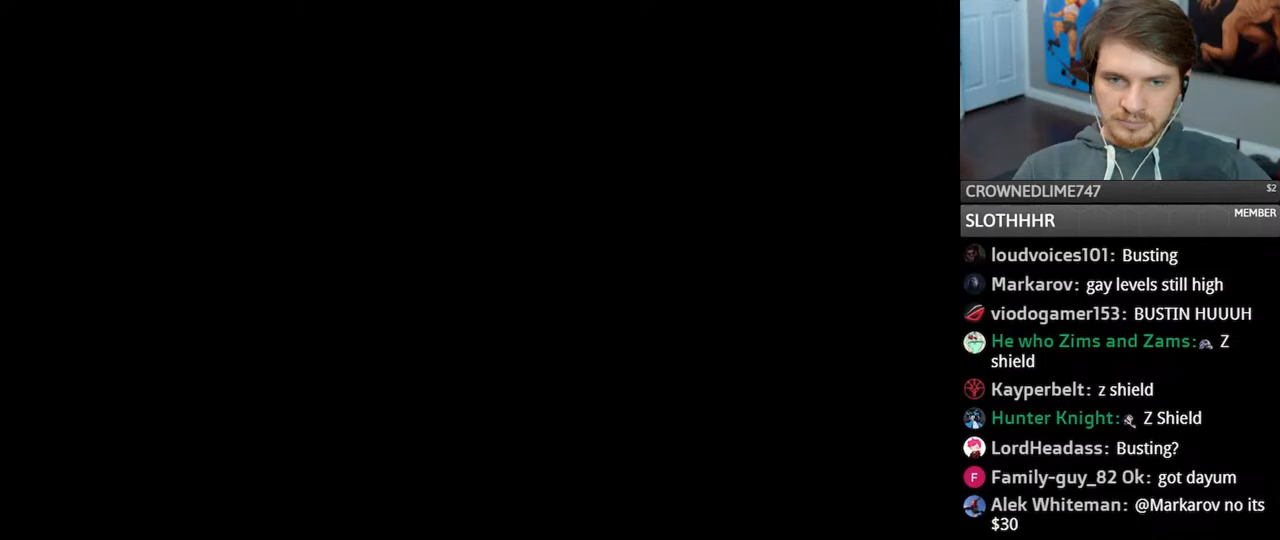 CROWNEDLIME747 $2
SLOTHHHR MEMBER
loudvoices101: Busting
Markarov: gay levels still high
viodogamer153: BUSTIN HUUUH
He who Zims and Zams: Z
shield
Kayperbelt: z shield
Hunter Knight: Z Shield
LordHeadass: Busting?
F Family-guy_82 Ok: got dayum
Alek Whiteman: @Markarov no its
$30